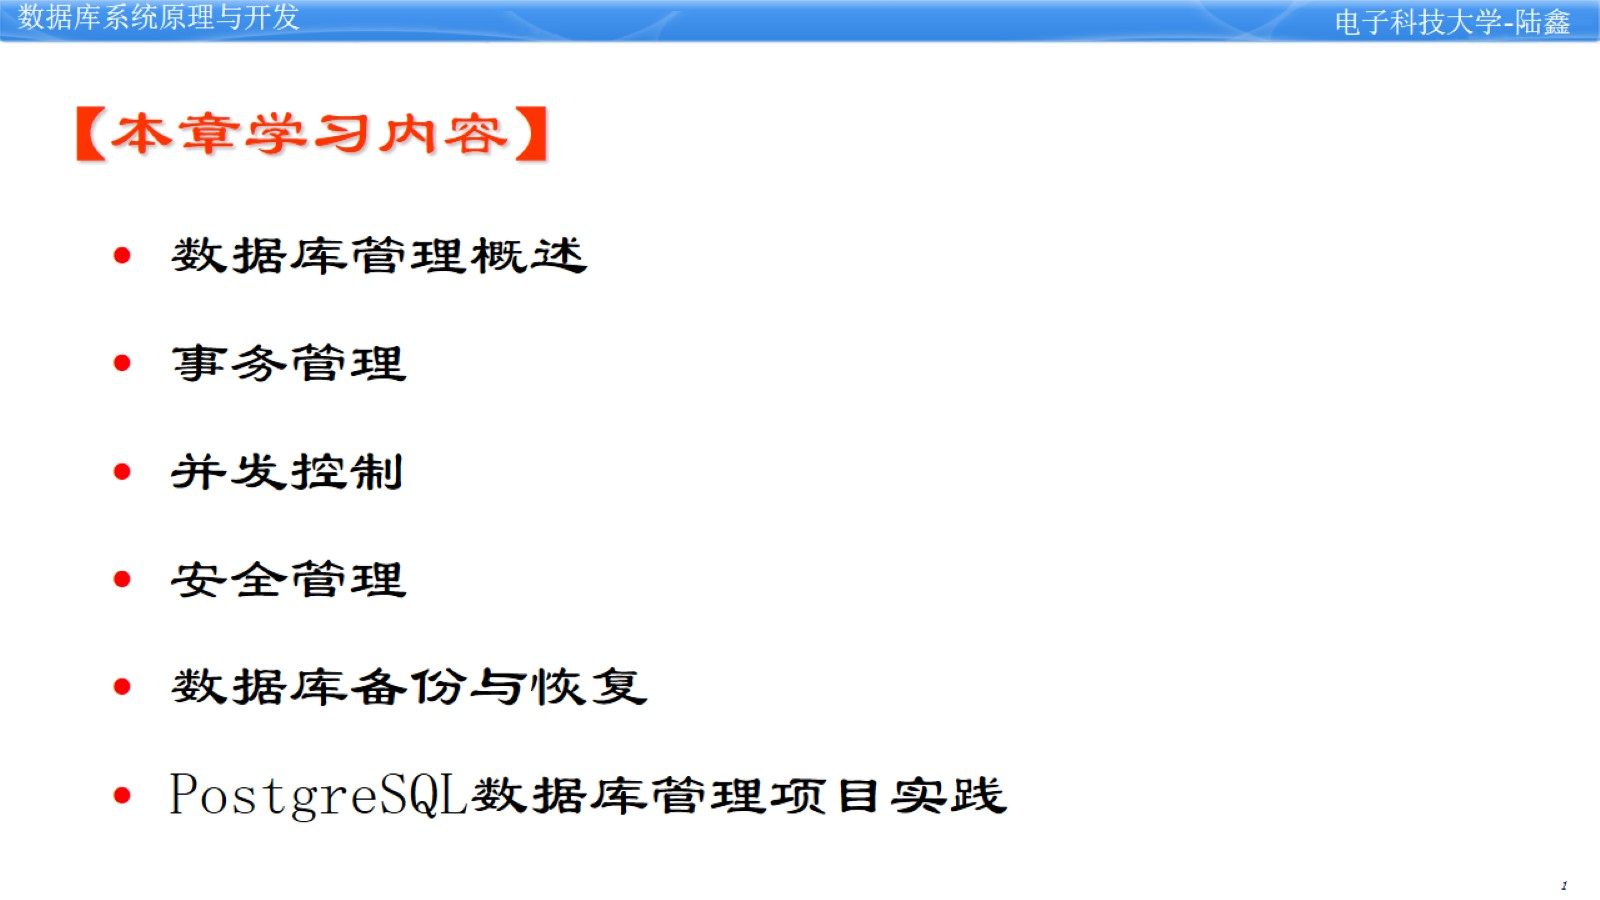 数据库系统原理与开发
电子科技大学-陆鑫
【本章学习内容】
• 数据库管理概述
• 事务管理
• 并发控制
• 安全管理
• 数据库备份与恢复
• PostgreSQL数据库管理项目实践
1